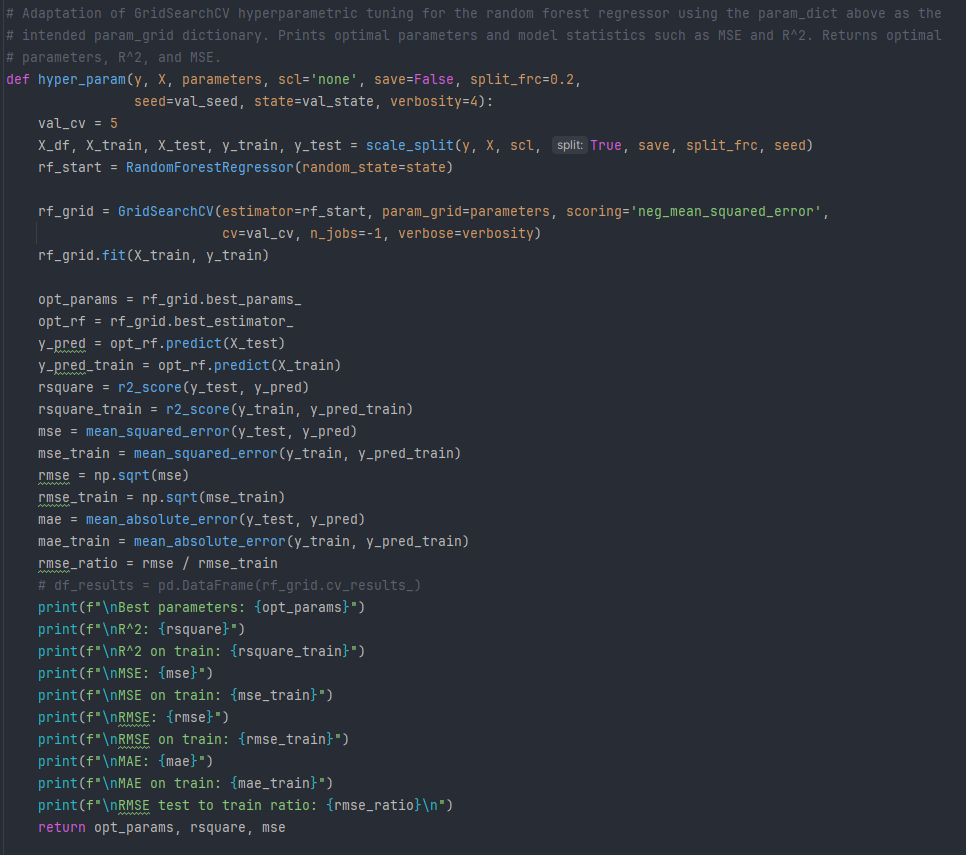 # Adaptation of GridSearchCV hyperparametric tuning for the random forest regressor using the param_dict above as the
# intended param_grid dictionary. Prints optimal parameters and model statistics such as MSE and R^2. Returns optimal
# parameters, R^2, and MSE.
def hyper_param(y, X, parameters, scl='none', save=False, split_frc=0.2,
                seed=val_seed, state=val_state, verbosity=4):
    val_cv = 5
    X_df, X_train, X_test, y_train, y_test = scale_split(y, X, scl, split: True, save, split_frc, seed)
    rf_start = RandomForestRegressor(random_state=state)

    rf_grid = GridSearchCV(estimator=rf_start, param_grid=parameters, scoring='neg_mean_squared_error',
                           cv=val_cv, n_jobs=-1, verbose=verbosity)
    rf_grid.fit(X_train, y_train)

    opt_params = rf_grid.best_params_
    opt_rf = rf_grid.best_estimator_
    y_pred = opt_rf.predict(X_test)
    y_pred_train = opt_rf.predict(X_train)
    rsquare = r2_score(y_test, y_pred)
    rsquare_train = r2_score(y_train, y_pred_train)
    mse = mean_squared_error(y_test, y_pred)
    mse_train = mean_squared_error(y_train, y_pred_train)
    rmse = np.sqrt(mse)
    rmse_train = np.sqrt(mse_train)
    mae = mean_absolute_error(y_test, y_pred)
    mae_train = mean_absolute_error(y_train, y_pred_train)
    rmse_ratio = rmse / rmse_train
    # df_results = pd.DataFrame(rf_grid.cv_results_)
    print(f"\nBest parameters: {opt_params}")
    print(f"\nR^2: {rsquare}")
    print(f"\nR^2 on train: {rsquare_train}")
    print(f"\nMSE: {mse}")
    print(f"\nMSE on train: {mse_train}")
    print(f"\nRMSE: {rmse}")
    print(f"\nRMSE on train: {rmse_train}")
    print(f"\nMAE: {mae}")
    print(f"\nMAE on train: {mae_train}")
    print(f"\nRMSE test to train ratio: {rmse_ratio}\n")
    return opt_params, rsquare, mse